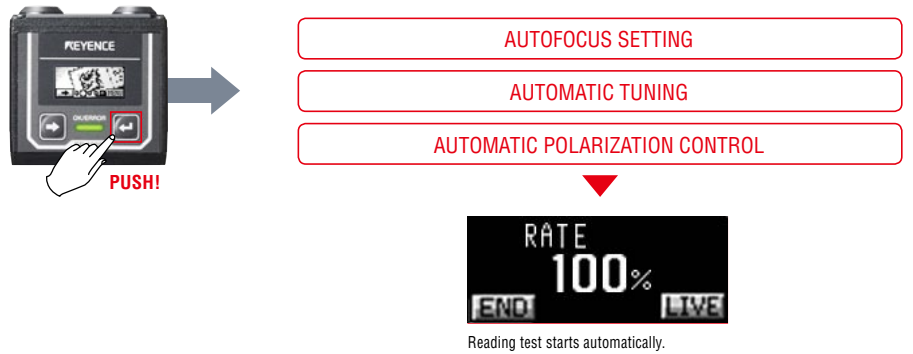 KEYENCE
OK/ERROR
PUSH!
AUTOFOCUS SETTING
AUTOMATIC TUNING
AUTOMATIC POLARIZATION CONTROL
RATE
100%
END
LIVE
Reading test starts automatically.